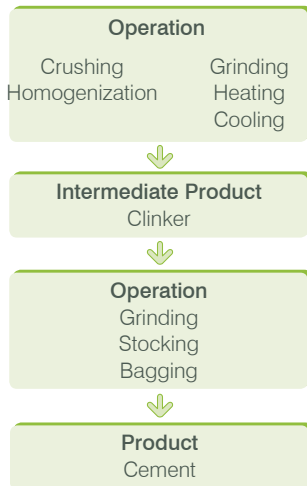 Operation
Crushing Grinding
Homogenization Heating
Cooling
Intermediate Product
Clinker
Operation
Grinding
Stocking
Bagging
Product
Cement